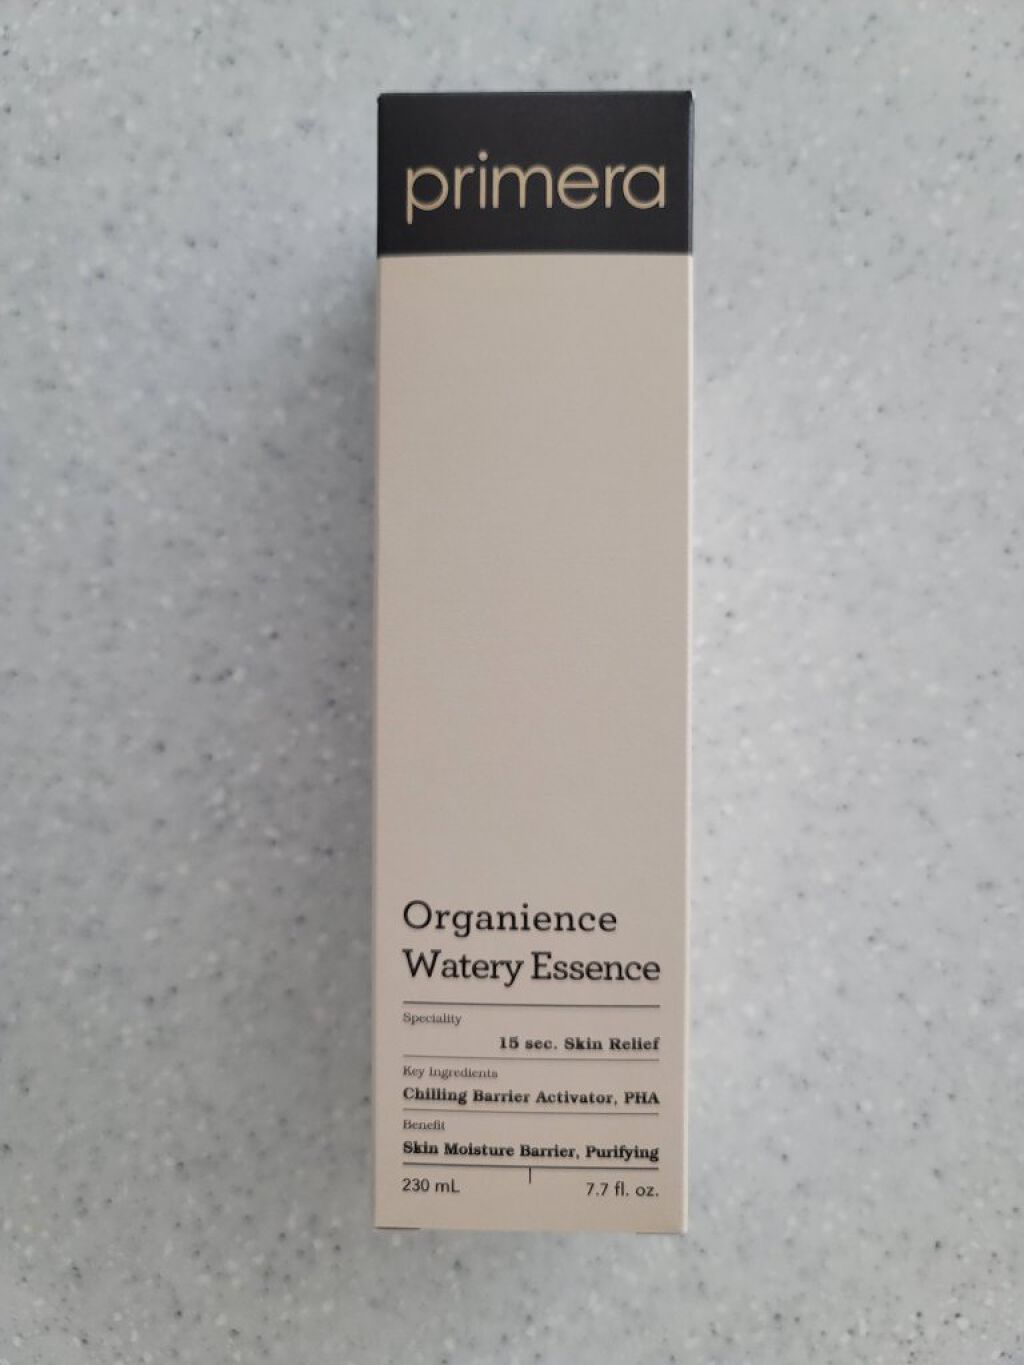 primera
Organience
Watery Essence
Speciality
15 sec. Skin Relief
Key Ingredients
Chilling Barrier Activator, PHA
Benefit
Skin Moisture Barrier, Purifying
230 mL 7.7 fl. oz.